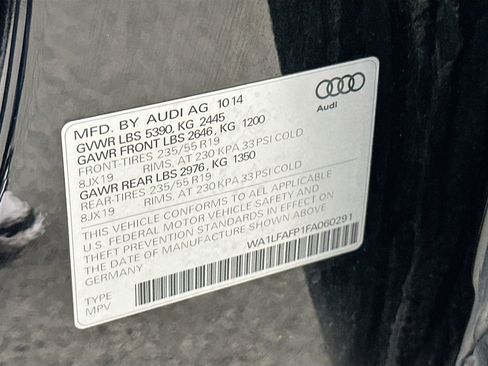 MFD. BY AUDI AG 10 14
GVWR LBS 5390, KG 2445
GAWR FRONT LBS 2646, KG 1200
FRONT-TIRES 235/55 R19
8JX19 RIMS. AT 230 KPA 33 PSI COLD
GAWR REAR LBS 2976, KG 1350
REAR-TIRES 235/55 R19
8JX19 RIMS. AT 230 KPA 33 PSI COLD
THIS VEHICLE CONFORMS TO ALL APPLICABLE
U.S. FEDERAL MOTOR VEHICLE SAFETY AND
THEFT PREVENTION STANDARDS IN EFFECT ON
THE DATE OF MANUFACTURE SHOWN ABOVE.
GERMANY
WA1LFAFP1FA060291
TYPE
MPV
Audi